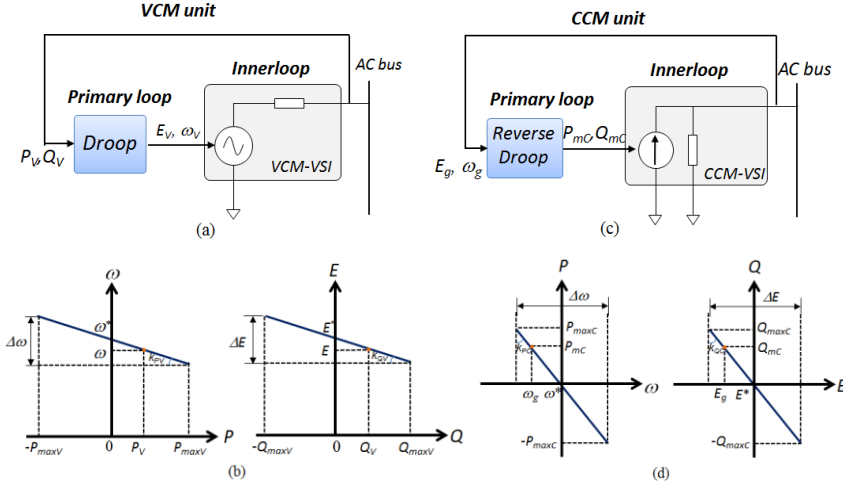 VCM unit
Innerloop
AC bus
Primary loop
Droop
E_V, ω_V
P_V, Q_V
VCM-VSI
(a)
CCM unit
Innerloop
AC bus
Primary loop
Reverse
Droop
P_mC, Q_mC
E_g, ω_g
CCM-VSI
(c)
ω
ω*
Δω
ω
k_PV
-P_maxV
0
P_V
P_maxV
P
E
E*
ΔE
E
k_QV
-Q_maxV
0
Q_V
Q_maxV
Q
(b)
P
Δω
P_maxC
k_PC
P_mC
ω_g
ω*
ω
-P_maxC
Q
ΔE
Q_maxC
k_QC
Q_mC
E_g
E*
E
-Q_maxC
(d)